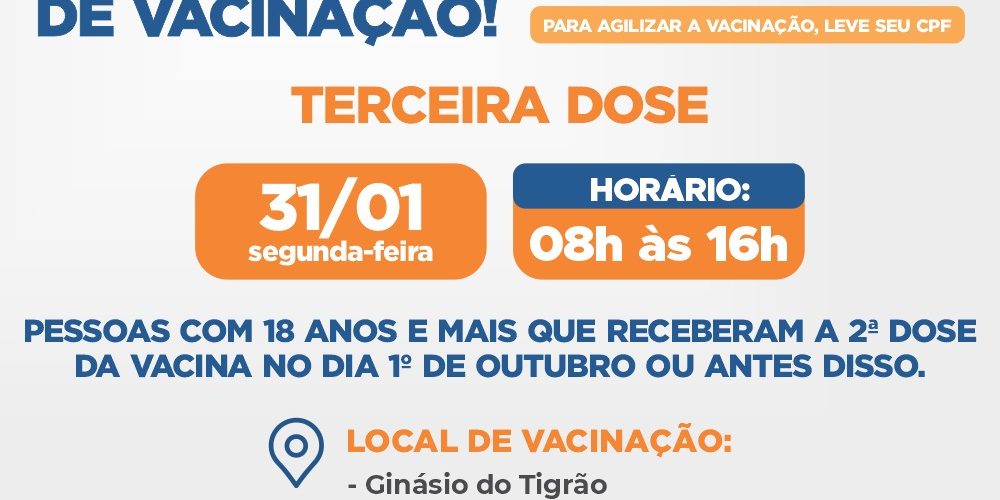 DE VACINAÇÃO!
PARA AGILIZAR A VACINAÇÃO, LEVE SEU CPF
TERCEIRA DOSE
31/01
segunda-feira
HORÁRIO:
08h às 16h
PESSOAS COM 18 ANOS E MAIS QUE RECEBERAM A 2ª DOSE
DA VACINA NO DIA 1º DE OUTUBRO OU ANTES DISSO.
LOCAL DE VACINAÇÃO:
- Ginásio do Tigrão